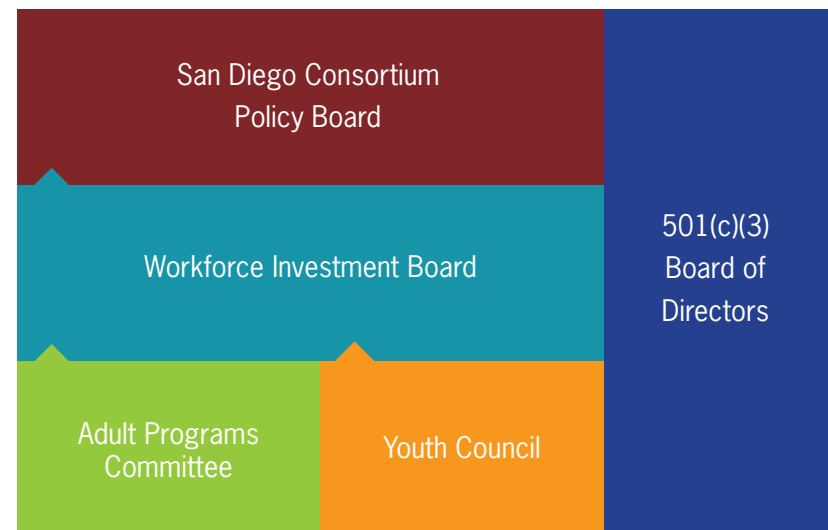 San Diego Consortium
Policy Board
Workforce Investment Board
501(c)(3)
Board of
Directors
Adult Programs
Committee
Youth Council